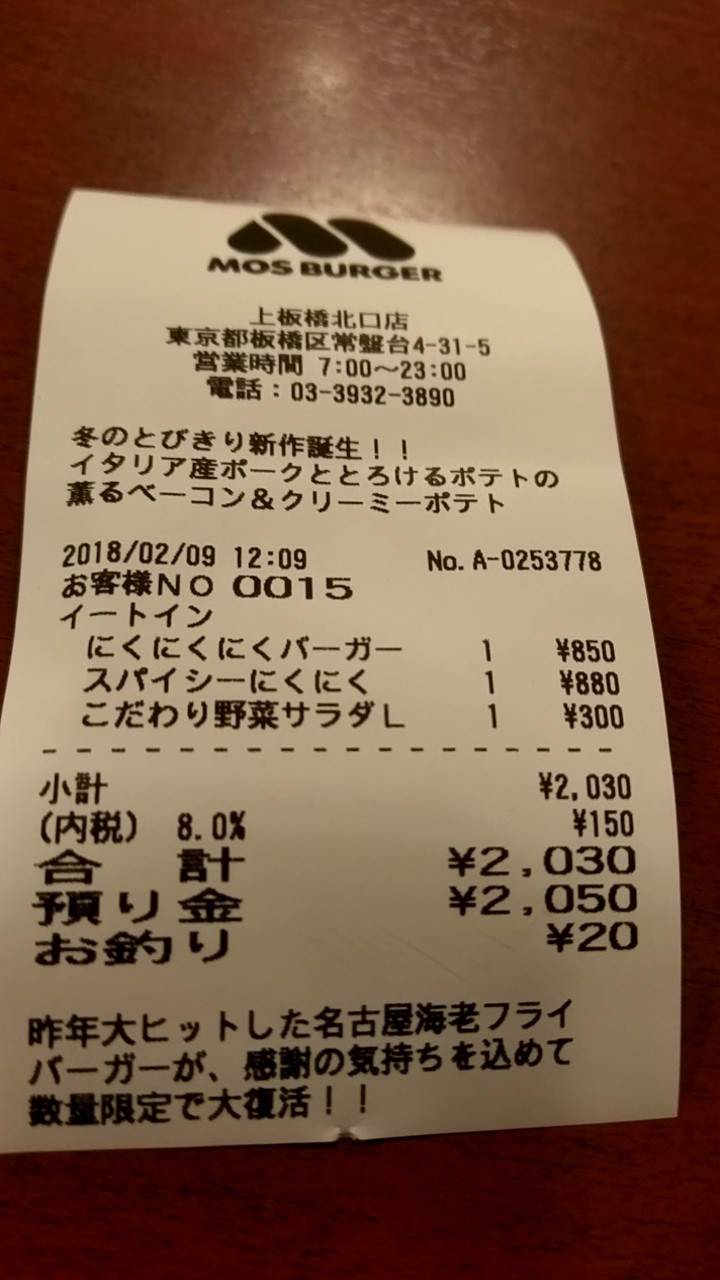 MOS BURGER
上板橋北口店
東京都板橋区常盤台4-31-5
営業時間 7:00〜23:00
電話：03-3932-3890
冬のとびきり新作誕生！！
イタリア産ポークととろけるポテトの
薫るベーコン＆クリーミーポテト
2018/02/09 12:09 No. A-0253778
お客様NO 0015
イートイン
にくにくにくバーガー 1 ¥850
スパイシーにくにく 1 ¥880
こだわり野菜サラダL 1 ¥300
小計 ¥2,030
(内税) 8.0% ¥150
合 計 ¥2,030
預り金 ¥2,050
お釣り ¥20
昨年大ヒットした名古屋海老フライ
バーガーが、感謝の気持ちを込めて
数量限定で大復活！！